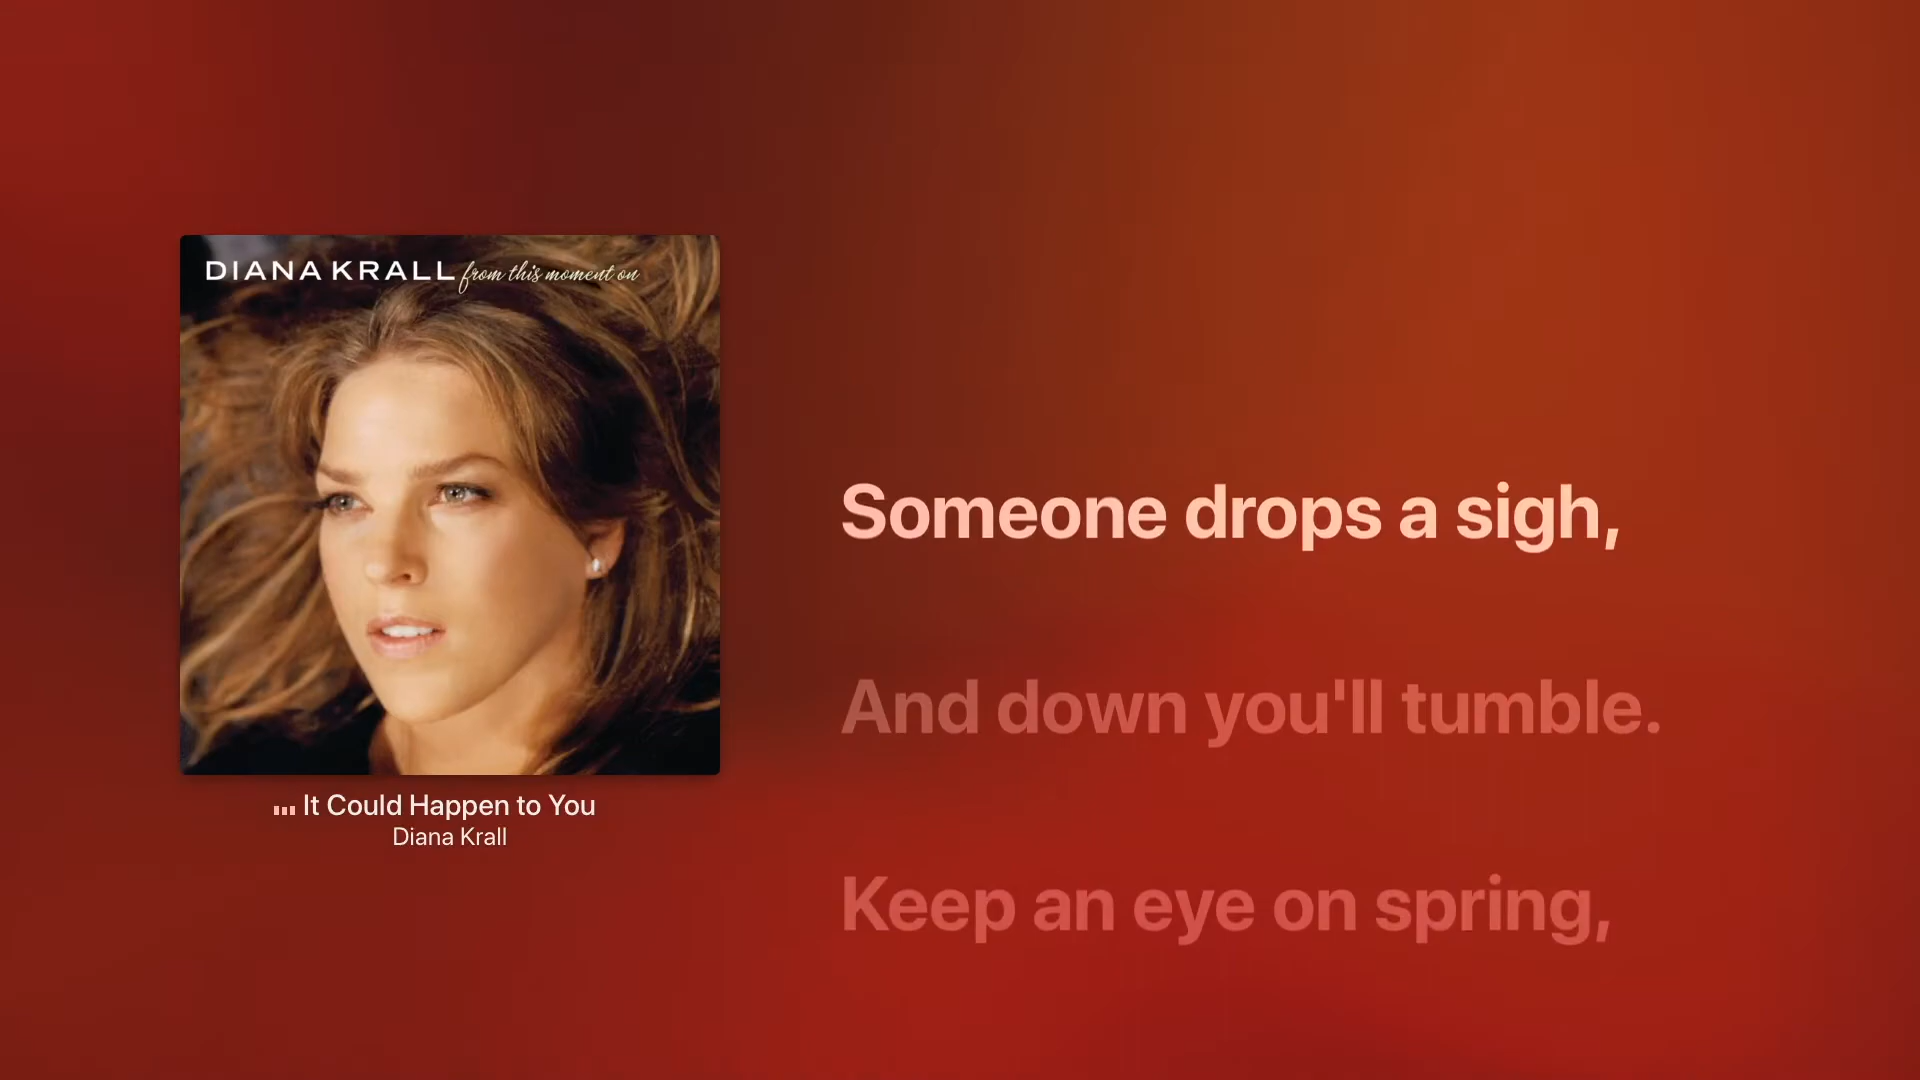 DIANA KRALL from this moment on
It Could Happen to You
Diana Krall
Someone drops a sigh,
And down you'll tumble.
Keep an eye on spring,